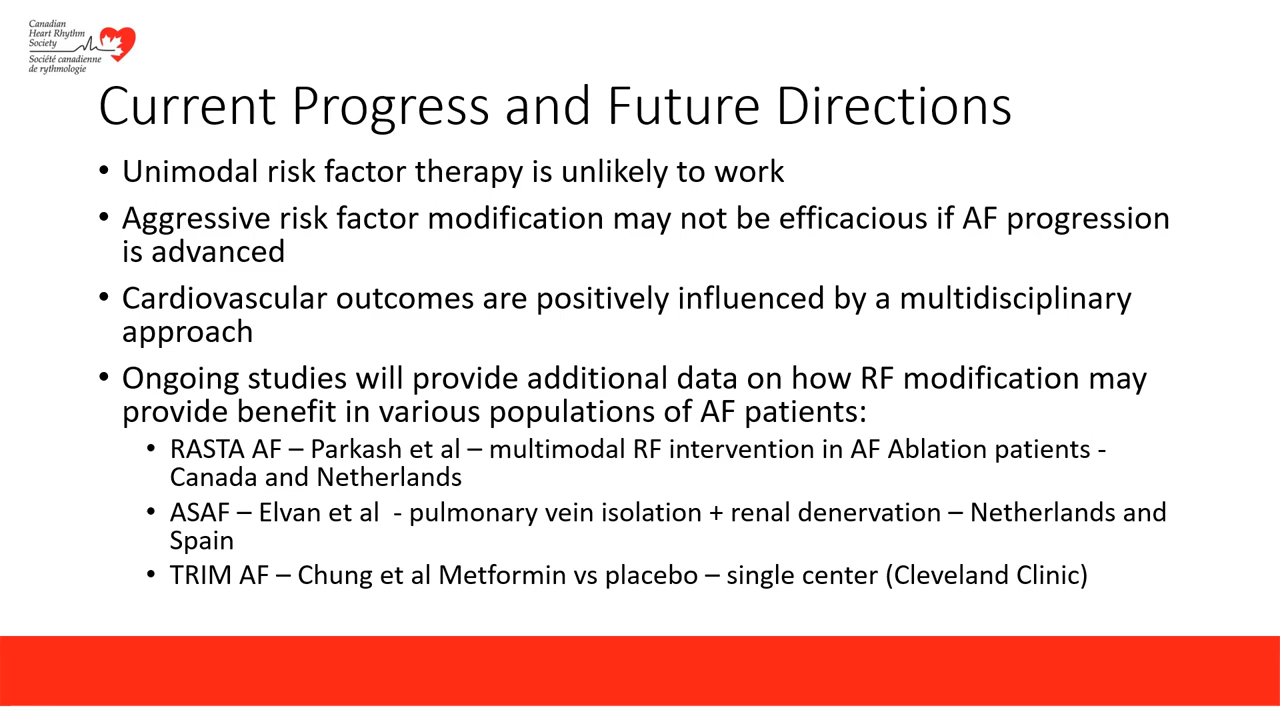 Canadian
Heart Rhythm
Society
Société canadienne
de rythmologie
Current Progress and Future Directions
• Unimodal risk factor therapy is unlikely to work
• Aggressive risk factor modification may not be efficacious if AF progression
is advanced
• Cardiovascular outcomes are positively influenced by a multidisciplinary
approach
• Ongoing studies will provide additional data on how RF modification may
provide benefit in various populations of AF patients:
• RASTA AF – Parkash et al – multimodal RF intervention in AF Ablation patients -
Canada and Netherlands
• ASAF – Elvan et al - pulmonary vein isolation + renal denervation – Netherlands and
Spain
• TRIM AF – Chung et al Metformin vs placebo – single center (Cleveland Clinic)